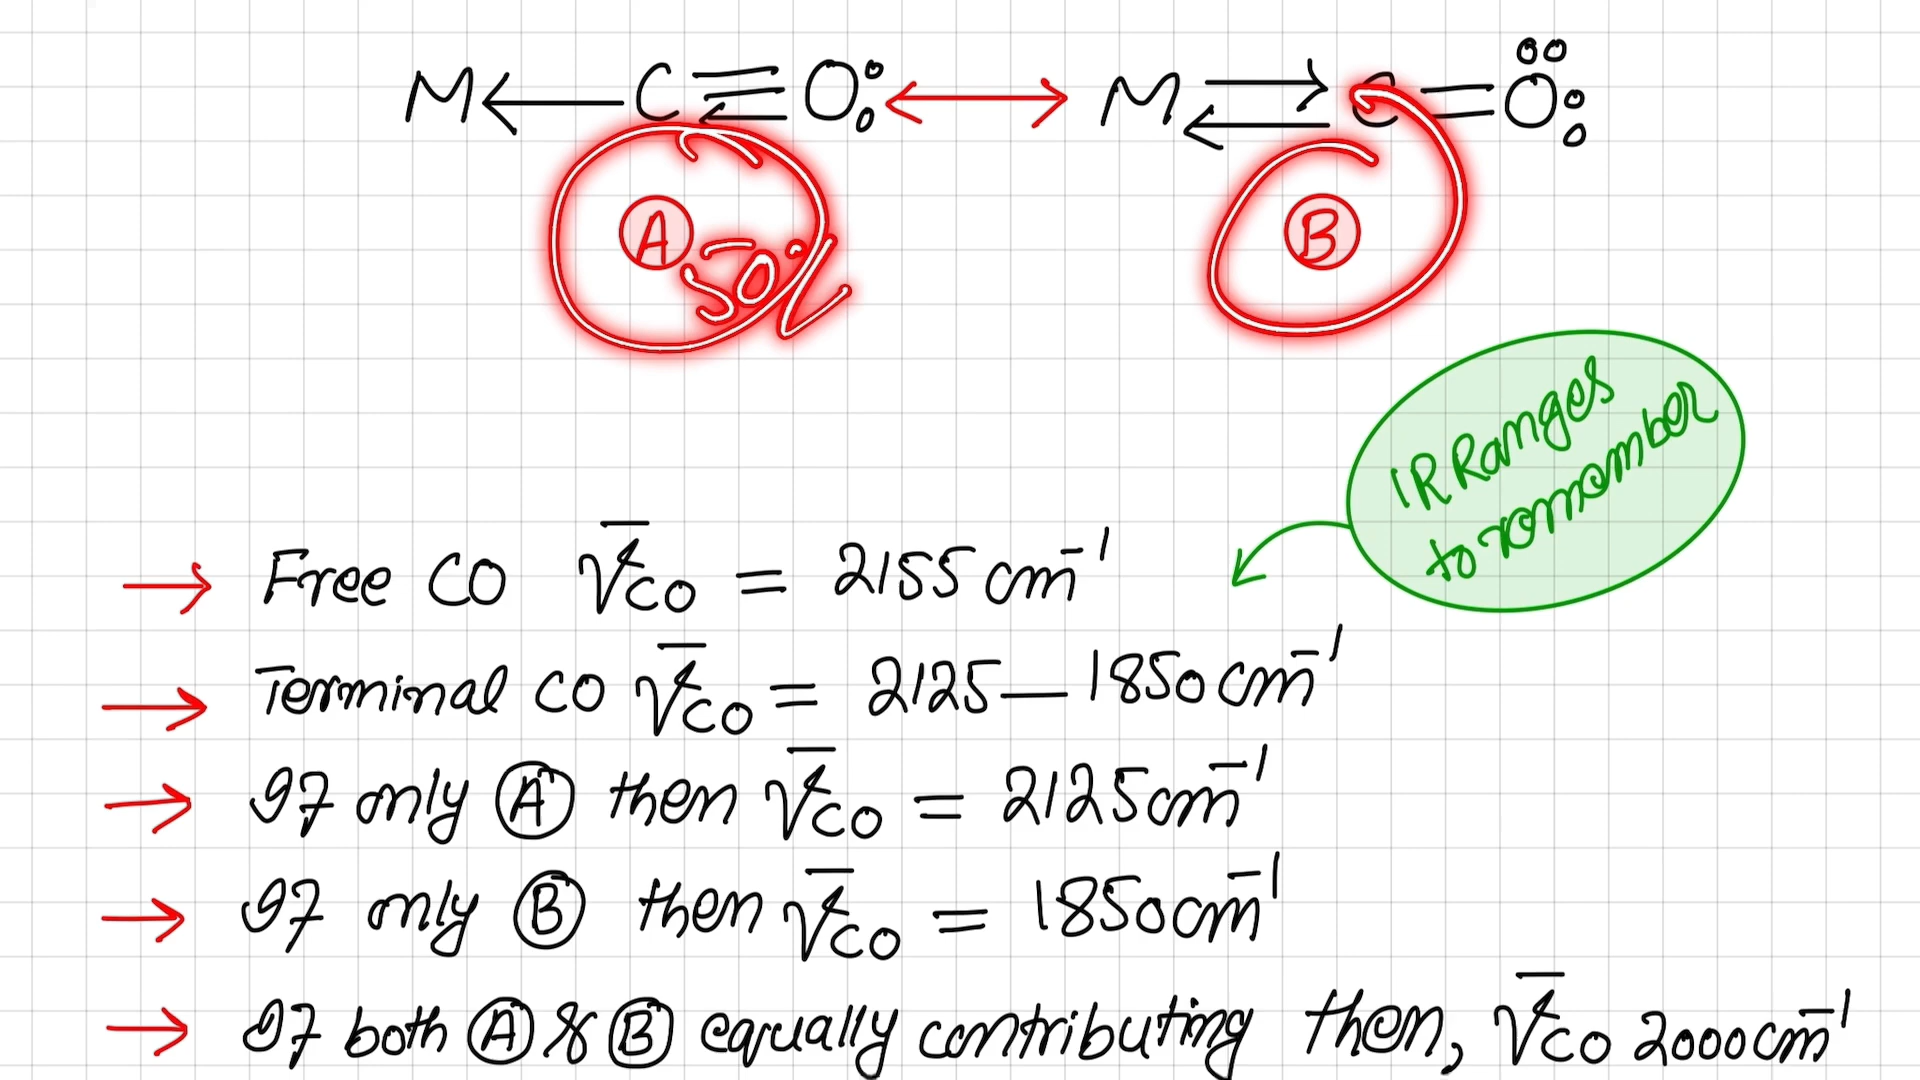 M ← C ≡ O: ↔ M ⇄ C = O:
A 50% B
IR Ranges
to remember
→ Free CO ν̄CO = 2155 cm⁻¹
→ Terminal CO ν̄CO = 2125 — 1850 cm⁻¹
→ If only A then ν̄CO = 2125 cm⁻¹
→ If only B then ν̄CO = 1850 cm⁻¹
→ If both A & B equally contributing then, ν̄CO 2000 cm⁻¹